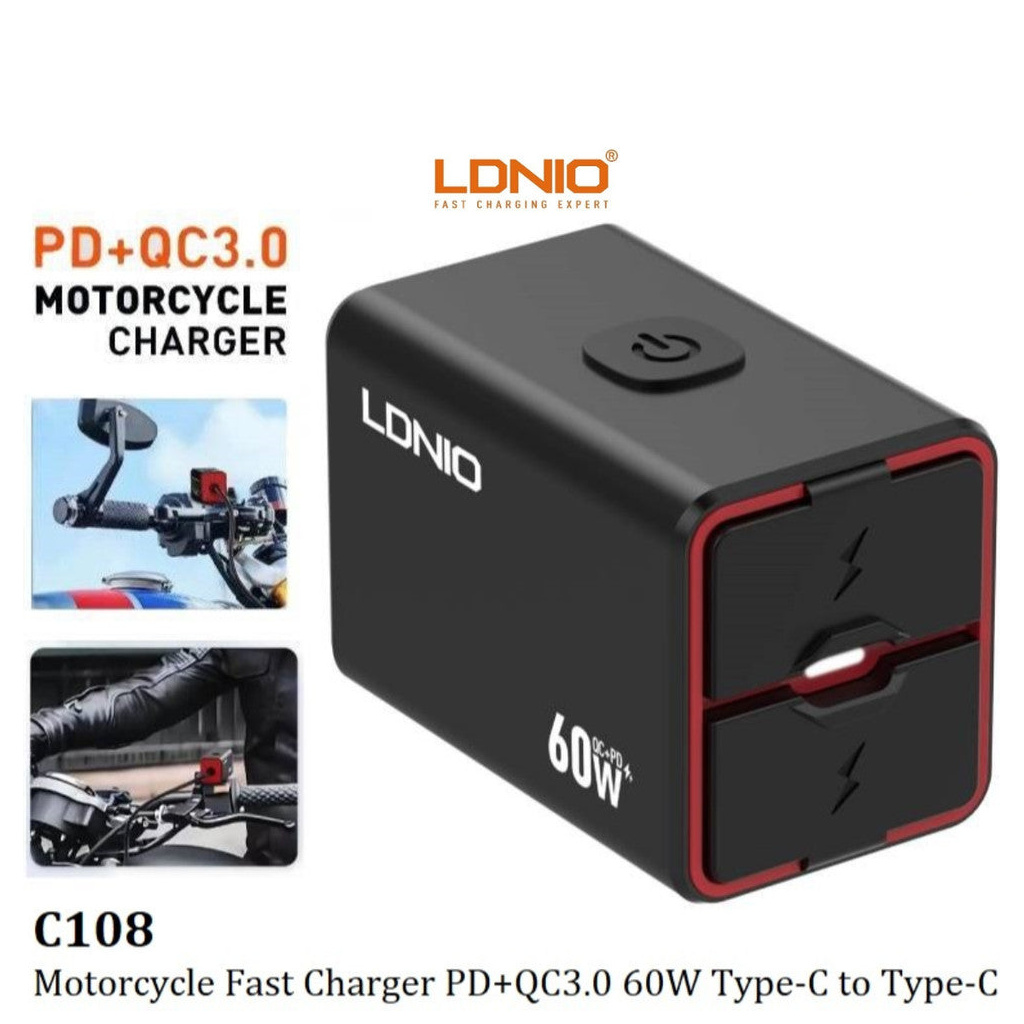 LDNIO®
FAST CHARGING EXPERT
PD+QC3.0
MOTORCYCLE
CHARGER
LDNIO
60W QC+PD
C108
Motorcycle Fast Charger PD+QC3.0 60W Type-C to Type-C